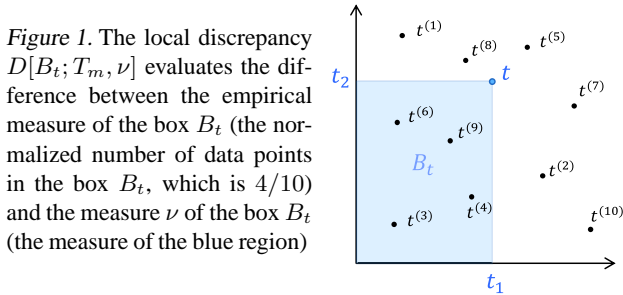 Figure 1. The local discrepancy
D[B_t; T_m, ν] evaluates the dif-
ference between the empirical
measure of the box B_t (the nor-
malized number of data points
in the box B_t, which is 4/10)
and the measure ν of the box B_t
(the measure of the blue region)
t^(1)
t^(8)
t^(5)
t_2
t
t^(7)
t^(6)
t^(9)
B_t
t^(2)
t^(3)
t^(4)
t^(10)
t_1